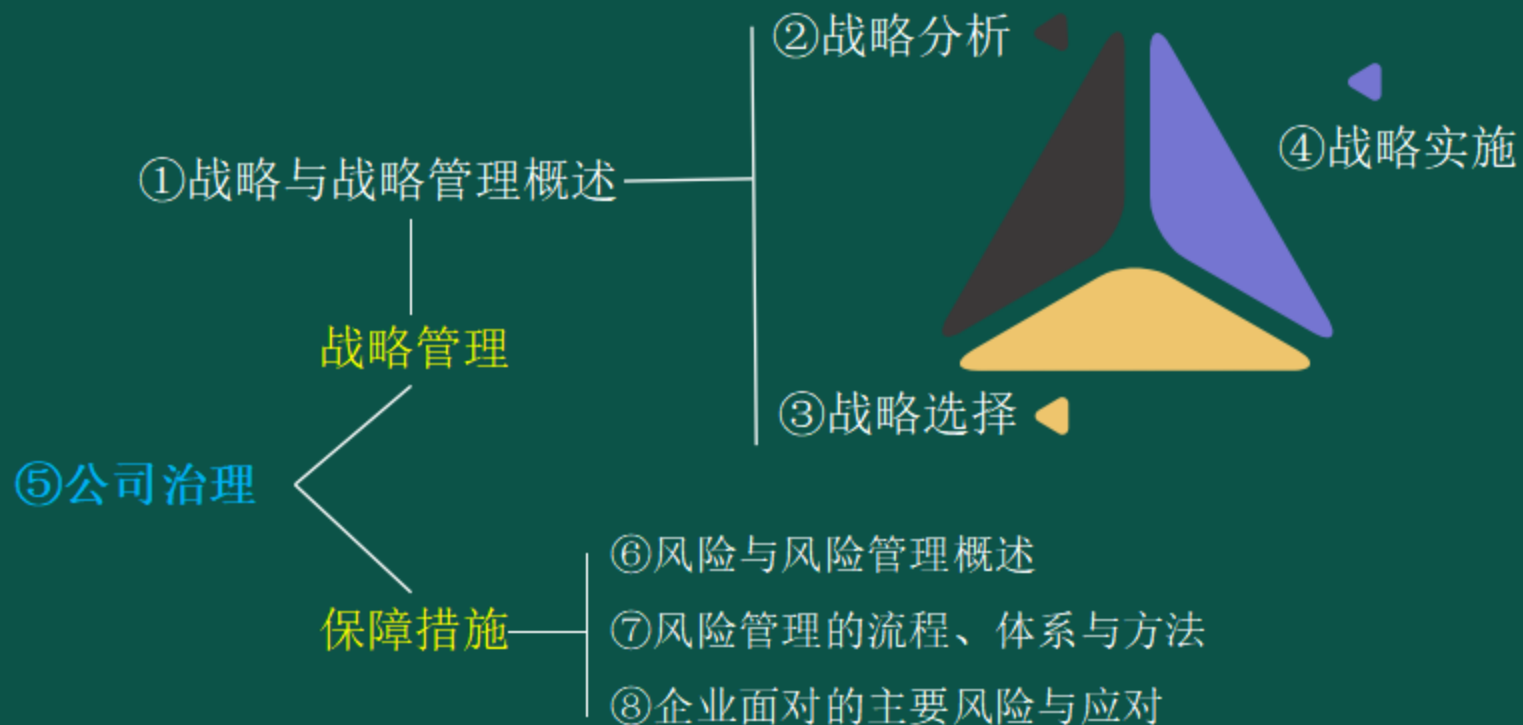 ②战略分析
④战略实施
①战略与战略管理概述
战略管理
③战略选择
⑤公司治理
⑥风险与风险管理概述
保障措施
⑦风险管理的流程、体系与方法
⑧企业面对的主要风险与应对